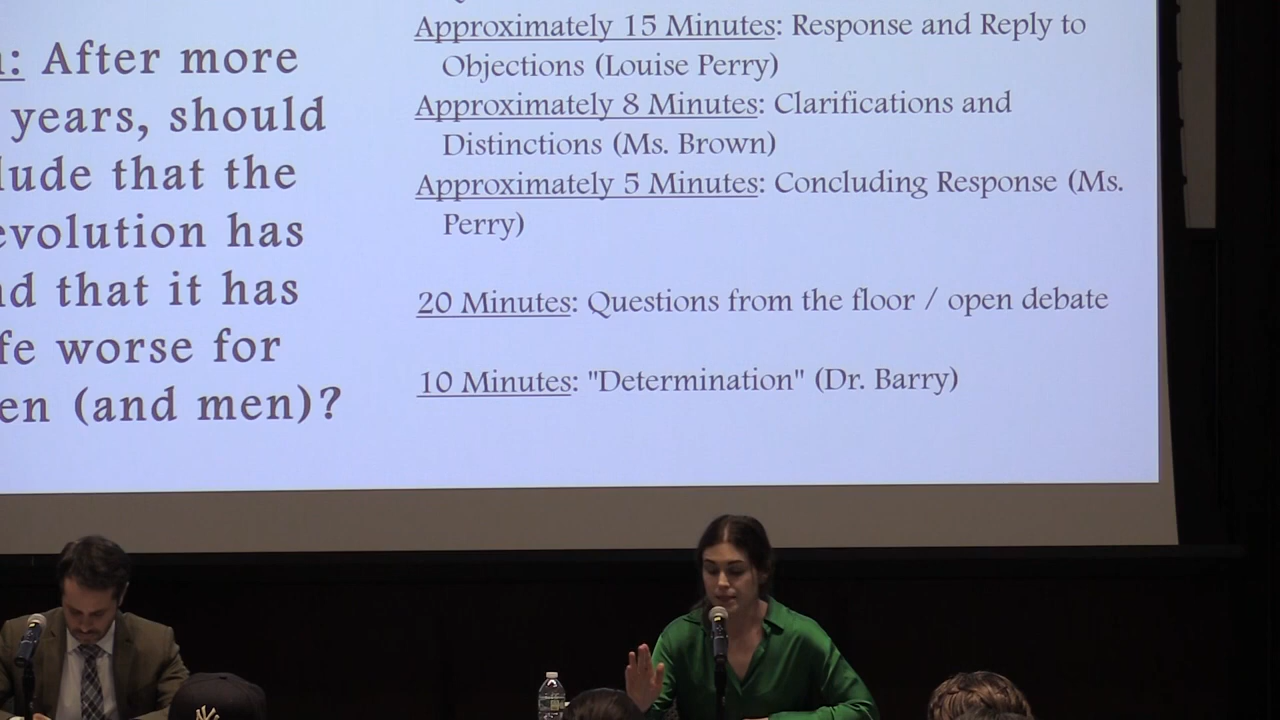 : After more
years, should
lude that the
evolution has
nd that it has
fe worse for
en (and men)?
Approximately 15 Minutes: Response and Reply to
Objections (Louise Perry)
Approximately 8 Minutes: Clarifications and
Distinctions (Ms. Brown)
Approximately 5 Minutes: Concluding Response (Ms.
Perry)
20 Minutes: Questions from the floor / open debate
10 Minutes: "Determination" (Dr. Barry)
NY